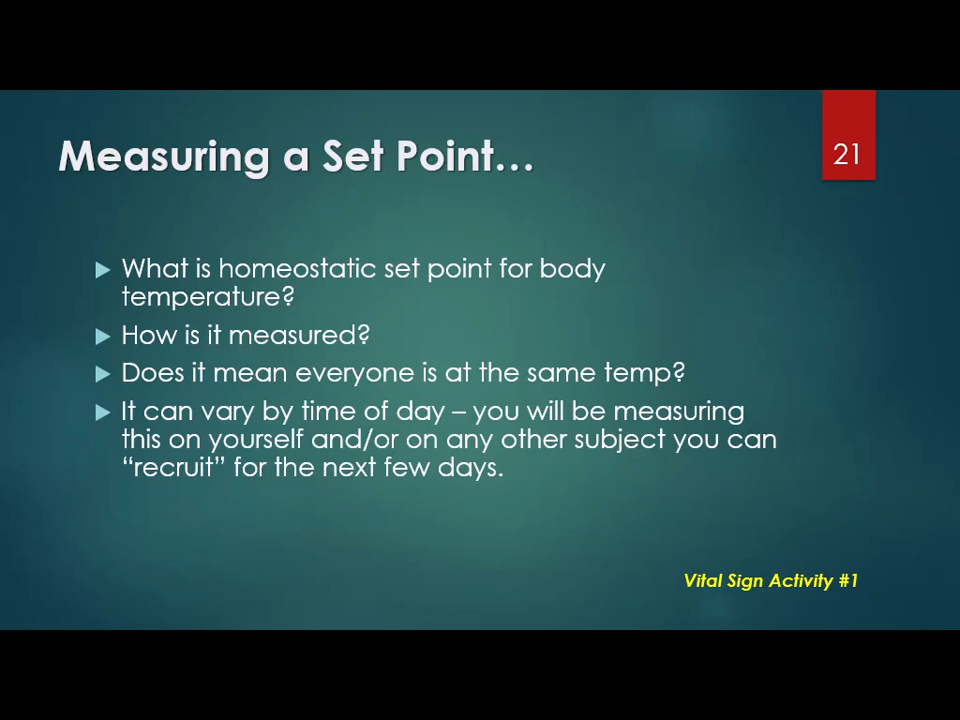 Measuring a Set Point…
21
What is homeostatic set point for body
temperature?
How is it measured?
Does it mean everyone is at the same temp?
It can vary by time of day – you will be measuring
this on yourself and/or on any other subject you can
“recruit” for the next few days.
Vital Sign Activity #1